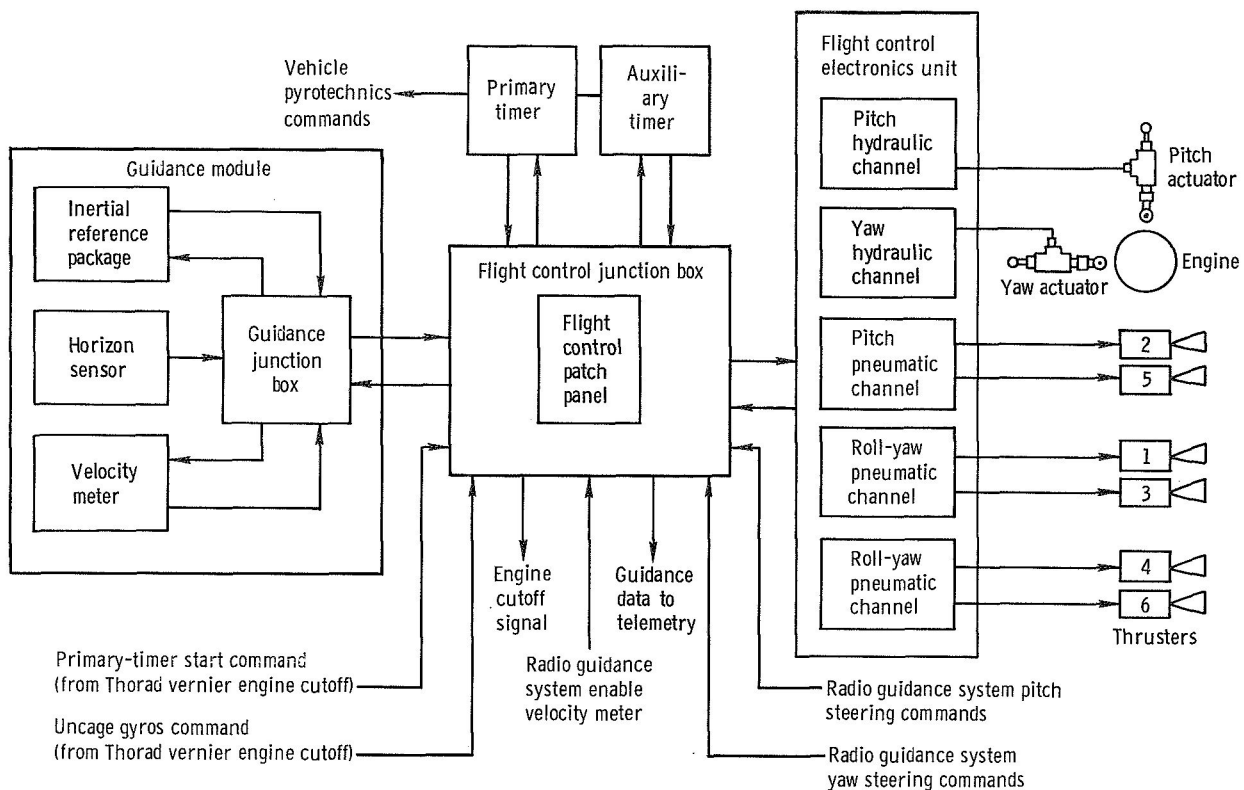 Vehicle
pyrotechnics
commands
Primary
timer
Auxili-
ary
timer
Guidance module
Inertial
reference
package
Horizon
sensor
Velocity
meter
Guidance
junction
box
Flight control junction box
Flight
control
patch
panel
Flight control
electronics unit
Pitch
hydraulic
channel
Yaw
hydraulic
channel
Pitch
pneumatic
channel
Roll-yaw
pneumatic
channel
Roll-yaw
pneumatic
channel
Pitch
actuator
Engine
Yaw actuator
2
5
1
3
4
6
Thrusters
Engine
cutoff
signal
Guidance
data to
telemetry
Radio guidance
system enable
velocity meter
Primary-timer start command
(from Thorad vernier engine cutoff)
Uncage gyros command
(from Thorad vernier engine cutoff)
Radio guidance system pitch
steering commands
Radio guidance system
yaw steering commands